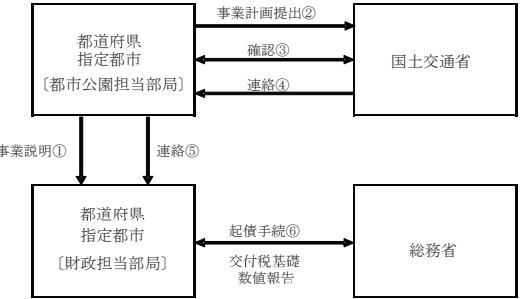 事業計画提出②
都道府県
指定都市
〔都市公園担当部局〕
確認③
連絡④
国土交通省
事業説明①
連絡⑤
都道府県
指定都市
〔財政担当部局〕
起債手続⑥
交付税基礎
数値報告
総務省